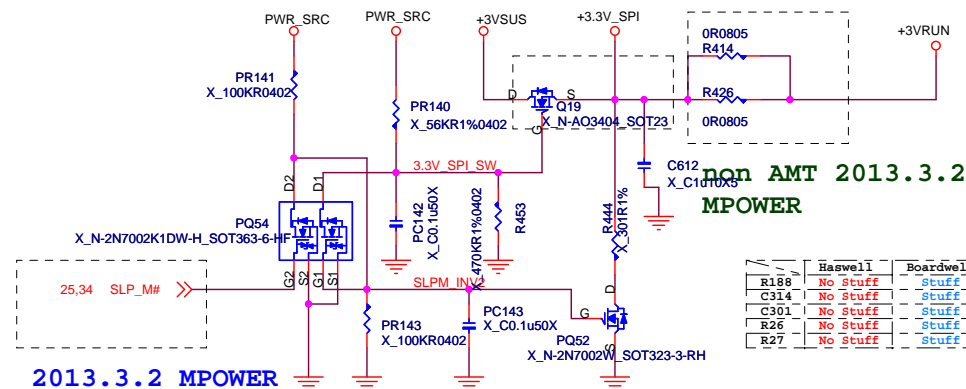 PWR_SRC
PWR_SRC
+3VSUS
+3.3V_SPI
+3VRUN
0R0805
R414
R426
0R0805
PR141
X_100KR0402
PR140
X_56KR1%0402
D
S
G
Q19
X_N-AO3404_SOT23
3.3V_SPI_SW
D2
D1
PQ54
X_N-2N7002K1DW-H_SOT363-6-HF
G2
S2
G1
S1
PC142
X_C0.1u50X
R453
X_470KR1%0402
C612
X_C1u10X5
R444
X_301R1%
non AMT 2013.3.2
MPOWER
25,34 SLP_M#
SLPM_INV2
PR143
X_100KR0402
PC143
X_C0.1u50X
D
G
S
PQ52
X_N-2N7002W_SOT323-3-RH
Haswell Boardwel
R188 No Stuff Stuff
C314 No Stuff Stuff
C301 No Stuff Stuff
R26 No Stuff Stuff
R27 No Stuff Stuff
2013.3.2 MPOWER